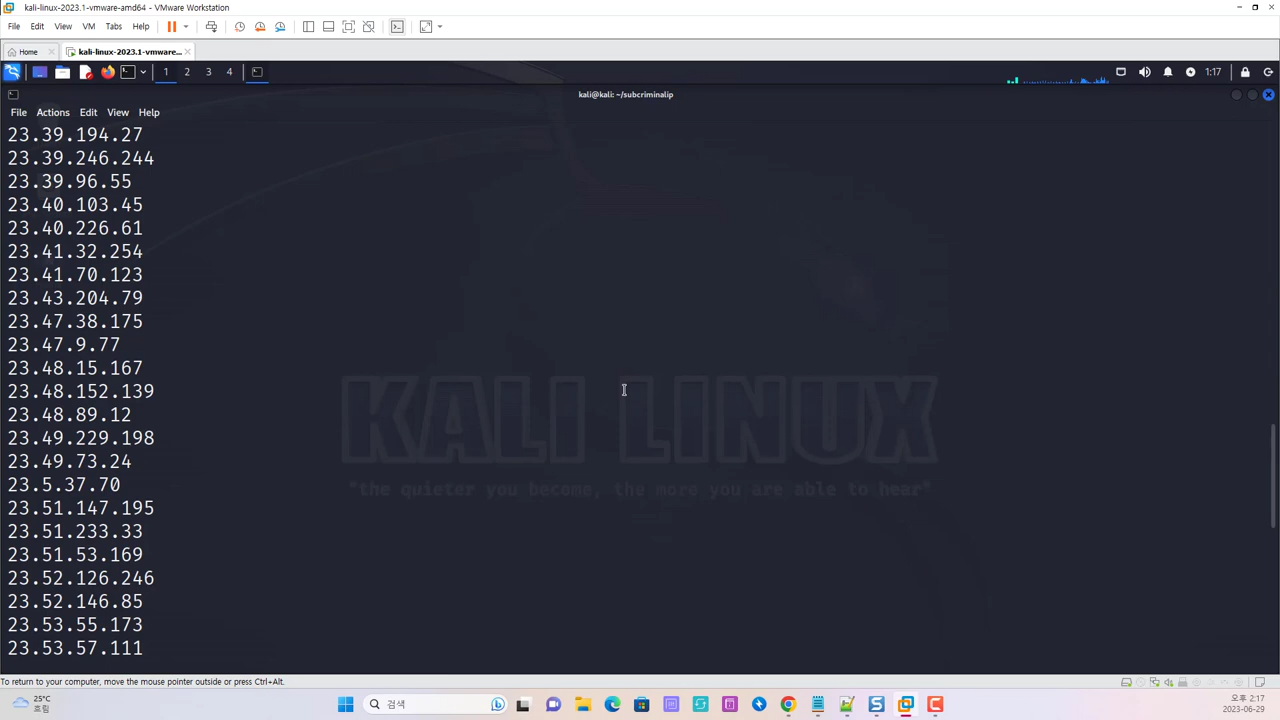 kali-linux-2023.1-vmware-amd64 - VMware Workstation
File Edit View VM Tabs Help
Home kali-linux-2023.1-vmware...
1 2 3 4 1:17
kali@kali: ~/subcriminalip
File Actions Edit View Help
23.39.194.27
23.39.246.244
23.39.96.55
23.40.103.45
23.40.226.61
23.41.32.254
23.41.70.123
23.43.204.79
23.47.38.175
23.47.9.77
23.48.15.167
23.48.152.139
23.48.89.12
23.49.229.198
23.49.73.24
23.5.37.70
23.51.147.195
23.51.233.33
23.51.53.169
23.52.126.246
23.52.146.85
23.53.55.173
23.53.57.111
KALI LINUX
"the quieter you become, the more you are able to hear"
To return to your computer, move the mouse pointer outside or press Ctrl+Alt.
25°C
흐림
검색
오후 2:17
2023-06-29